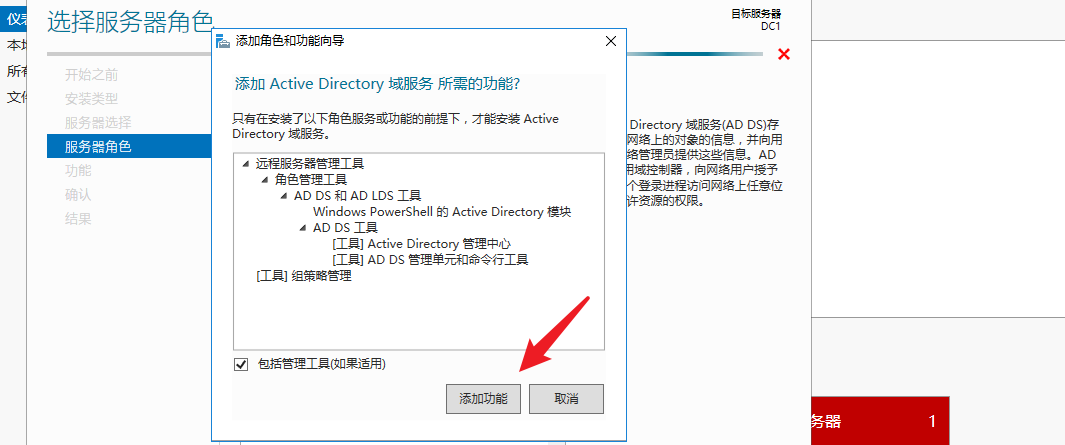 仪表
本地
所有
文件
选择服务器角色
目标服务器
DC1
开始之前
安装类型
服务器选择
服务器角色
功能
确认
结果
添加角色和功能向导
添加 Active Directory 域服务 所需的功能?
只有在安装了以下角色服务或功能的前提下，才能安装 Active
Directory 域服务。
远程服务器管理工具
角色管理工具
AD DS 和 AD LDS 工具
Windows PowerShell 的 Active Directory 模块
AD DS 工具
[工具] Active Directory 管理中心
[工具] AD DS 管理单元和命令行工具
[工具] 组策略管理
包括管理工具(如果适用)
添加功能
取消
Directory 域服务(AD DS)存
网络上的对象的信息，并向用
络管理员提供这些信息。AD
用域控制器，向网络用户授予
个登录进程访问网络上任意位
许资源的权限。
务器 1